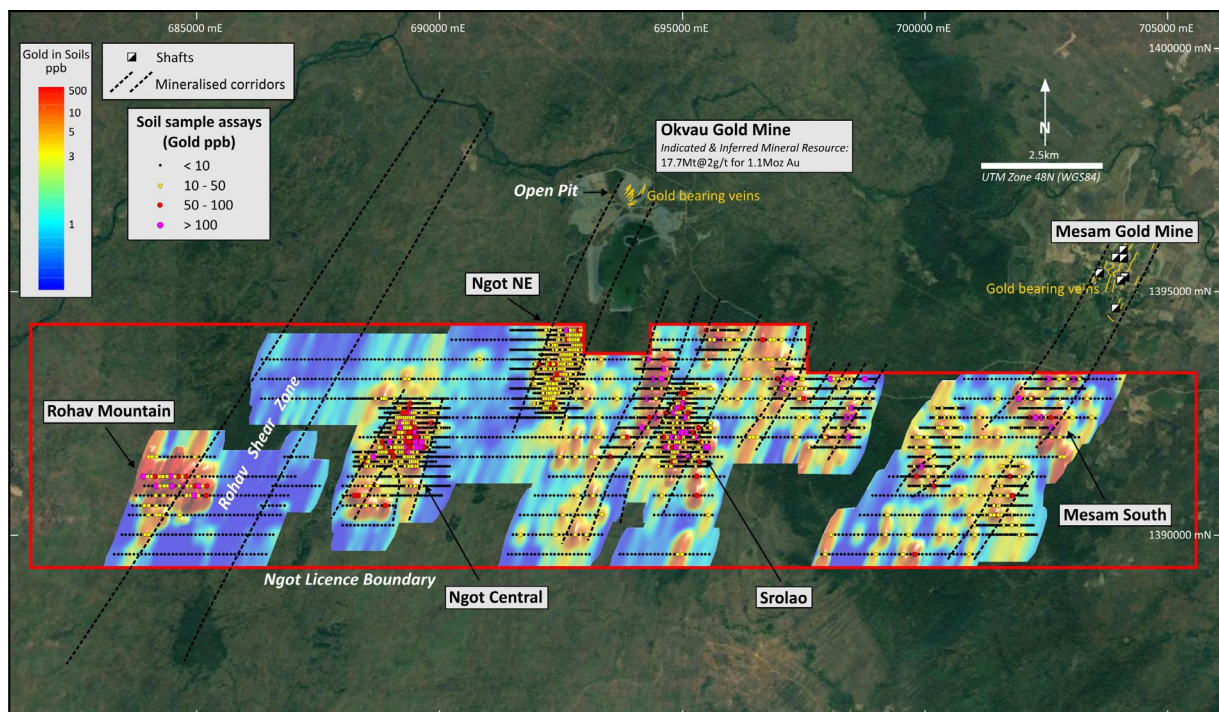 685000 mE
690000 mE
695000 mE
700000 mE
705000 mE
1400000 mN
Gold in Soils
ppb
500
10
5
3
1
Shafts
Mineralised corridors
Soil sample assays
(Gold ppb)
< 10
10 - 50
50 - 100
> 100
Okvau Gold Mine
Indicated & Inferred Mineral Resource:
17.7Mt@2g/t for 1.1Moz Au
N
2.5km
UTM Zone 48N (WGS84)
Open Pit
Gold bearing veins
Mesam Gold Mine
Gold bearing veins
1395000 mN
Ngot NE
Rohav Mountain
Rohav Shear Zone
Mesam South
1390000 mN
Ngot Licence Boundary
Ngot Central
Srolao